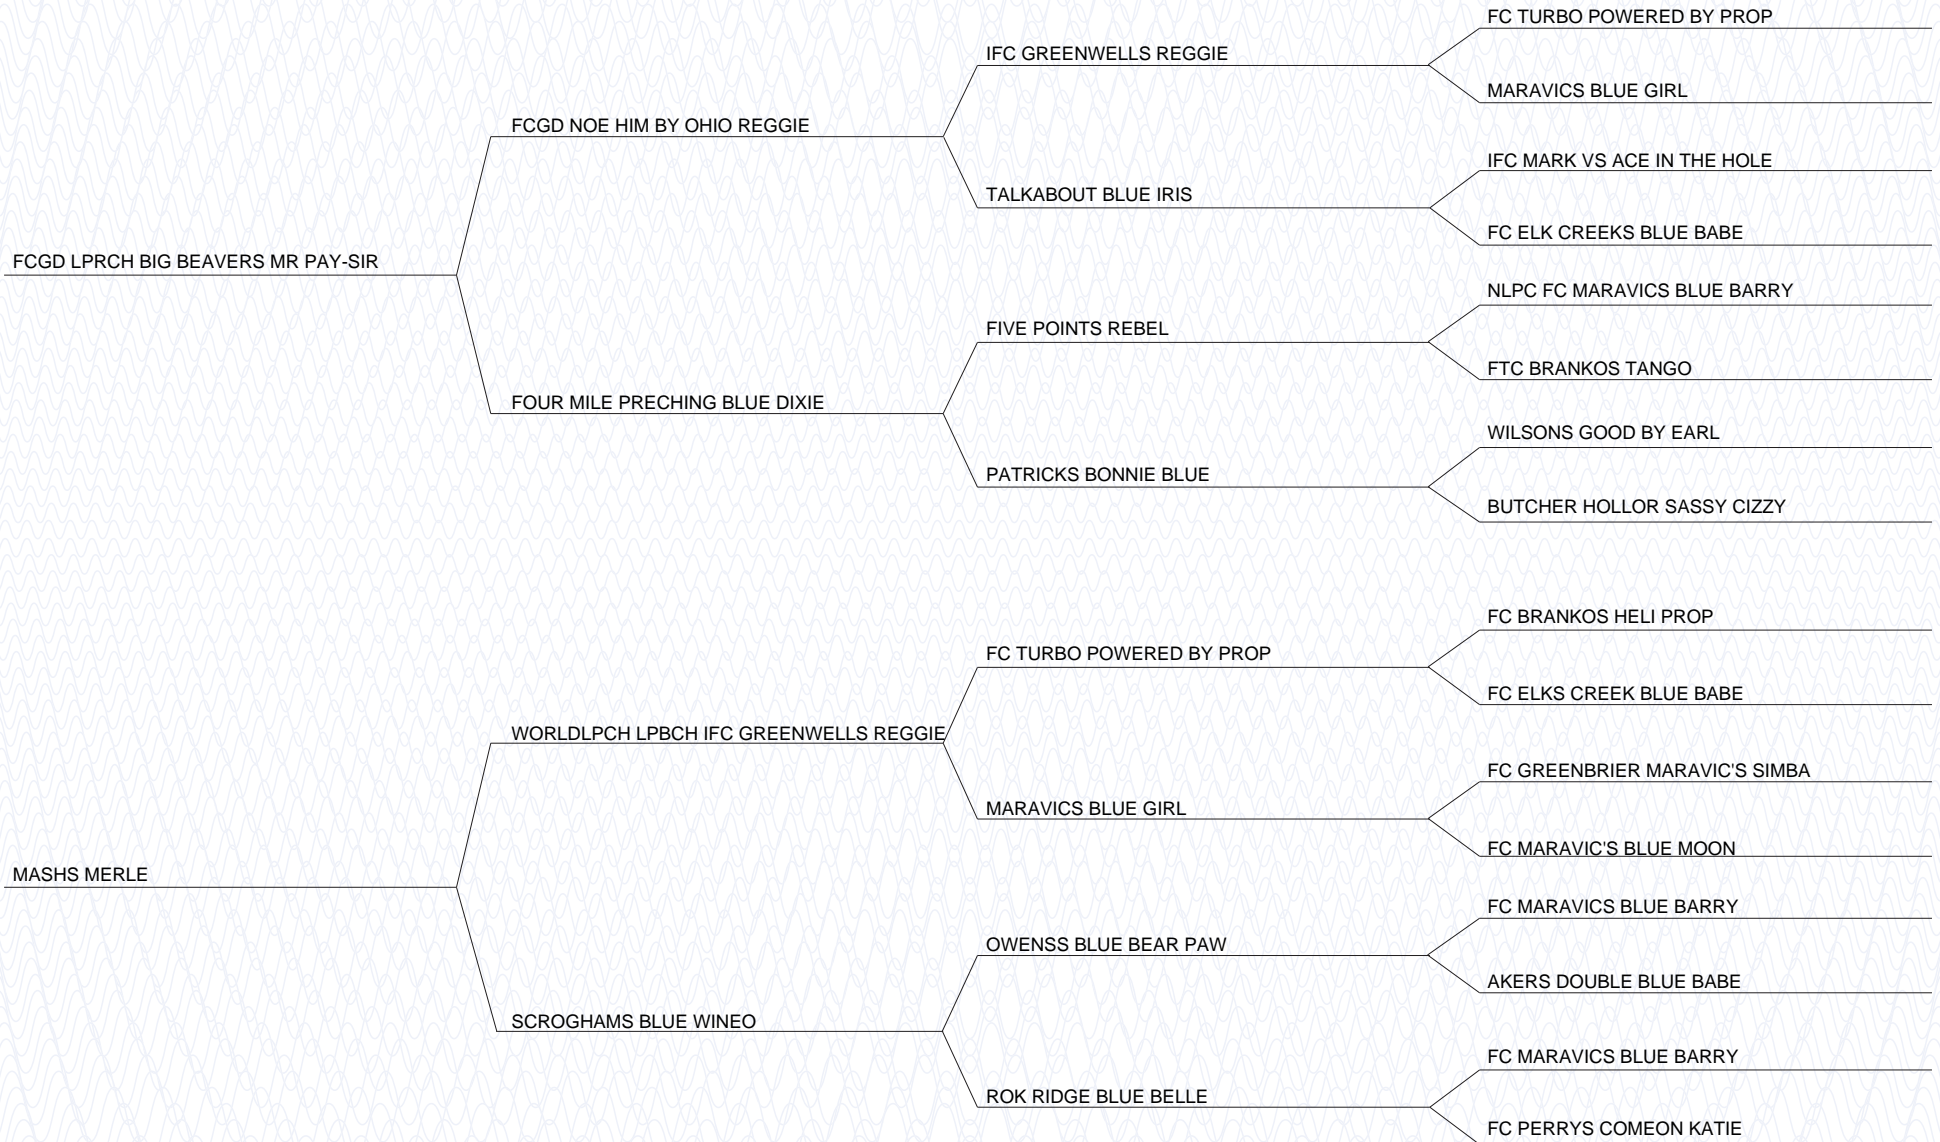 FC TURBO POWERED BY PROP
IFC GREENWELLS REGGIE
MARAVICS BLUE GIRL
FCGD NOE HIM BY OHIO REGGIE
IFC MARK VS ACE IN THE HOLE
TALKABOUT BLUE IRIS
FC ELK CREEKS BLUE BABE
FCGD LPRCH BIG BEAVERS MR PAY-SIR
NLPC FC MARAVICS BLUE BARRY
FIVE POINTS REBEL
FTC BRANKOS TANGO
FOUR MILE PRECHING BLUE DIXIE
WILSONS GOOD BY EARL
PATRICKS BONNIE BLUE
BUTCHER HOLLOR SASSY CIZZY
FC BRANKOS HELI PROP
FC TURBO POWERED BY PROP
FC ELKS CREEK BLUE BABE
WORLDLPCH LPBCH IFC GREENWELLS REGGIE
FC GREENBRIER MARAVIC'S SIMBA
MARAVICS BLUE GIRL
FC MARAVIC'S BLUE MOON
MASHS MERLE
FC MARAVICS BLUE BARRY
OWENSS BLUE BEAR PAW
AKERS DOUBLE BLUE BABE
SCROGHAMS BLUE WINEO
FC MARAVICS BLUE BARRY
ROK RIDGE BLUE BELLE
FC PERRYS COMEON KATIE